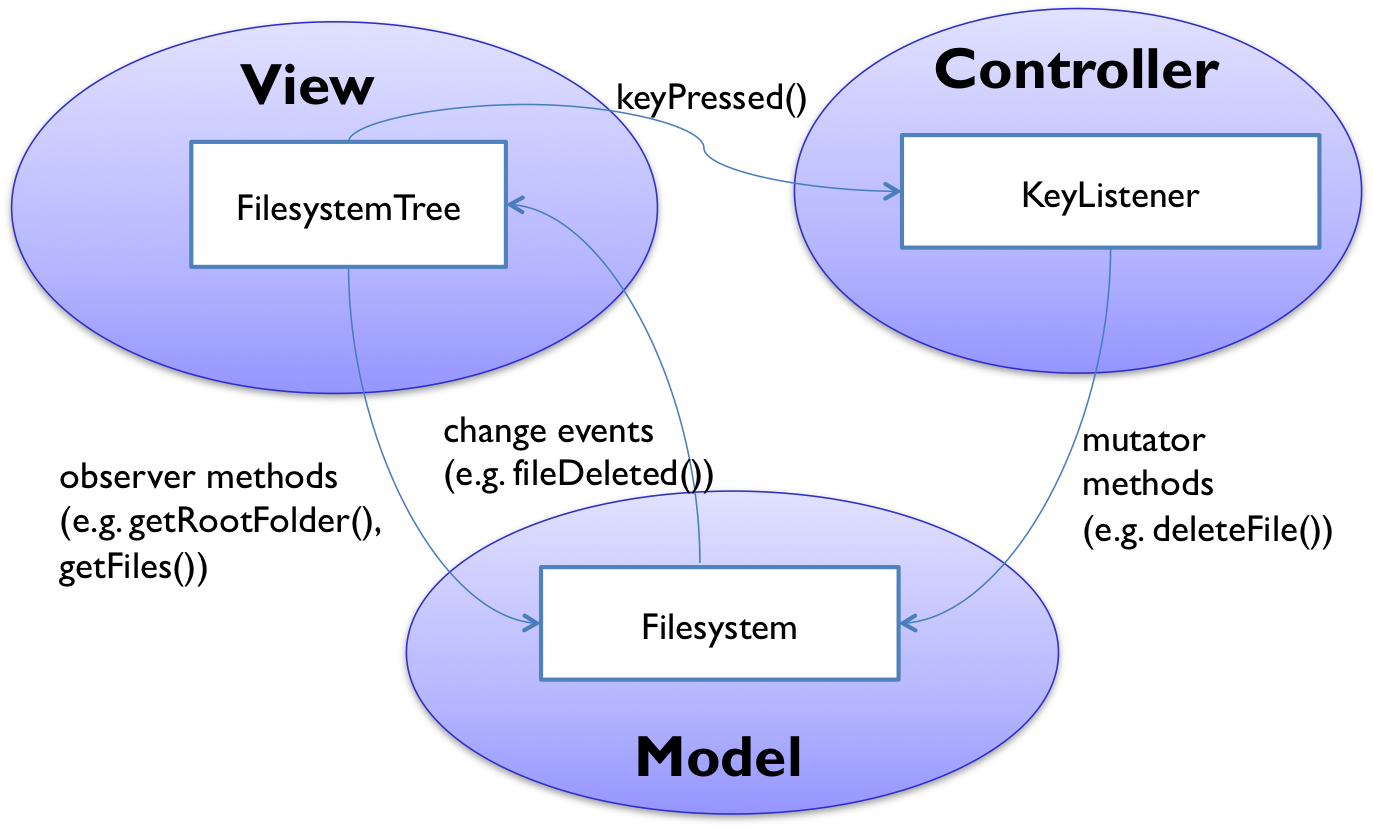 View
Controller
keyPressed()
FilesystemTree
KeyListener
change events
(e.g. fileDeleted())
mutator
methods
(e.g. deleteFile())
observer methods
(e.g. getRootFolder(),
getFiles())
Filesystem
Model